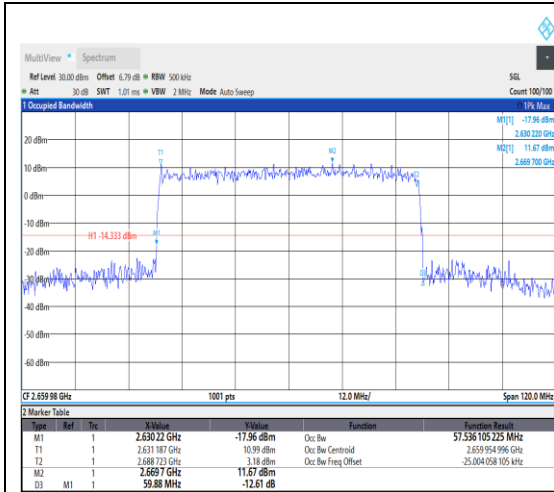 MultiView Spectrum
Ref Level 30.00 dBm Offset 6.79 dB RBW 500 kHz SGL
Att 30 dB SWT 1.01 ms VBW 2 MHz Mode Auto Sweep Count 100/100
1 Occupied Bandwidth 1Pk Max
M1[1] -17.96 dBm
2.630 220 GHz
M2[1] 11.67 dBm
2.669 700 GHz
20 dBm
T1
M2
10 dBm
T2
0 dBm
-10 dBm
H1 -14.333 dBm
M1
-20 dBm
D3
-30 dBm
-40 dBm
-50 dBm
-60 dBm
CF 2.659 98 GHz 1001 pts 12.0 MHz/ Span 120.0 MHz
2 Marker Table
Type Ref Trc X-Value Y-Value Function Function Result
M1 1 2.630 22 GHz -17.96 dBm Occ Bw 57.536 105 225 MHz
T1 1 2.631 187 GHz 10.99 dBm Occ Bw Centroid 2.659 954 996 GHz
T2 1 2.688 723 GHz 3.18 dBm Occ Bw Freq Offset -25.004 058 105 kHz
M2 1 2.669 7 GHz 11.67 dBm
D3 M1 1 59.88 MHz -12.61 dB